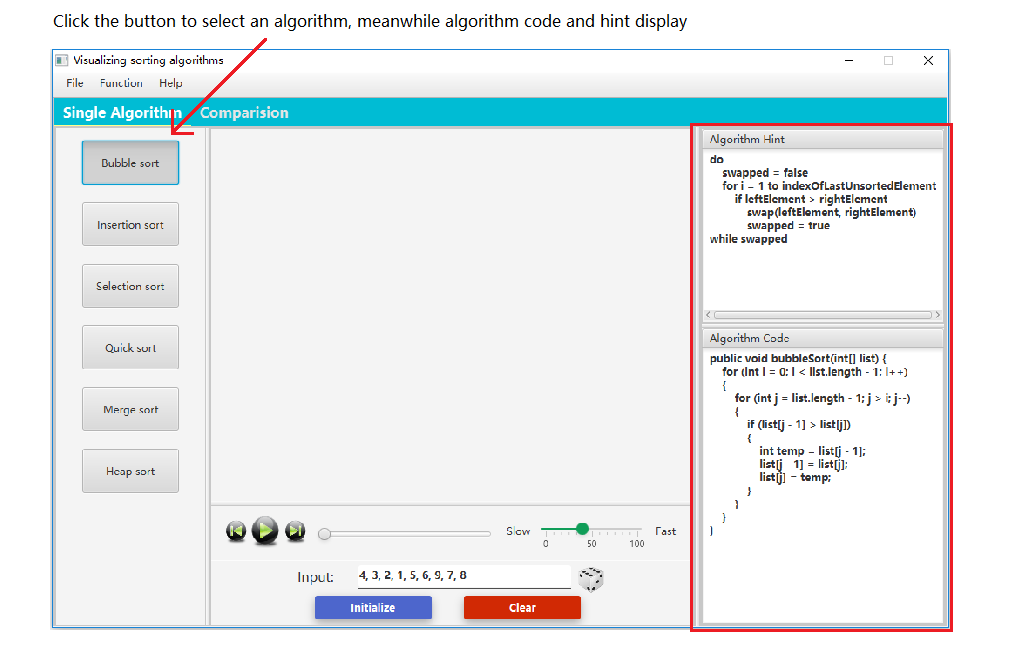 Click the button to select an algorithm, meanwhile algorithm code and hint display
Visualizing sorting algorithms
File Function Help
Single Algorithm Comparision
Bubble sort
Insertion sort
Selection sort
Quick sort
Merge sort
Heap sort
Slow
0 50 100
Fast
Input: 4, 3, 2, 1, 5, 6, 9, 7, 8
Initialize Clear
Algorithm Hint
do
swapped = false
for i = 1 to indexOfLastUnsortedElement
if leftElement > rightElement
swap(leftElement, rightElement)
swapped = true
while swapped
Algorithm Code
public void bubbleSort(int[] list) {
for (int i = 0; i < list.length - 1; i++)
{
for (int j = list.length - 1; j > i; j--)
{
if (list[j - 1] > list[j])
{
int temp = list[j - 1];
list[j - 1] = list[j];
list[j] = temp;
}
}
}
}